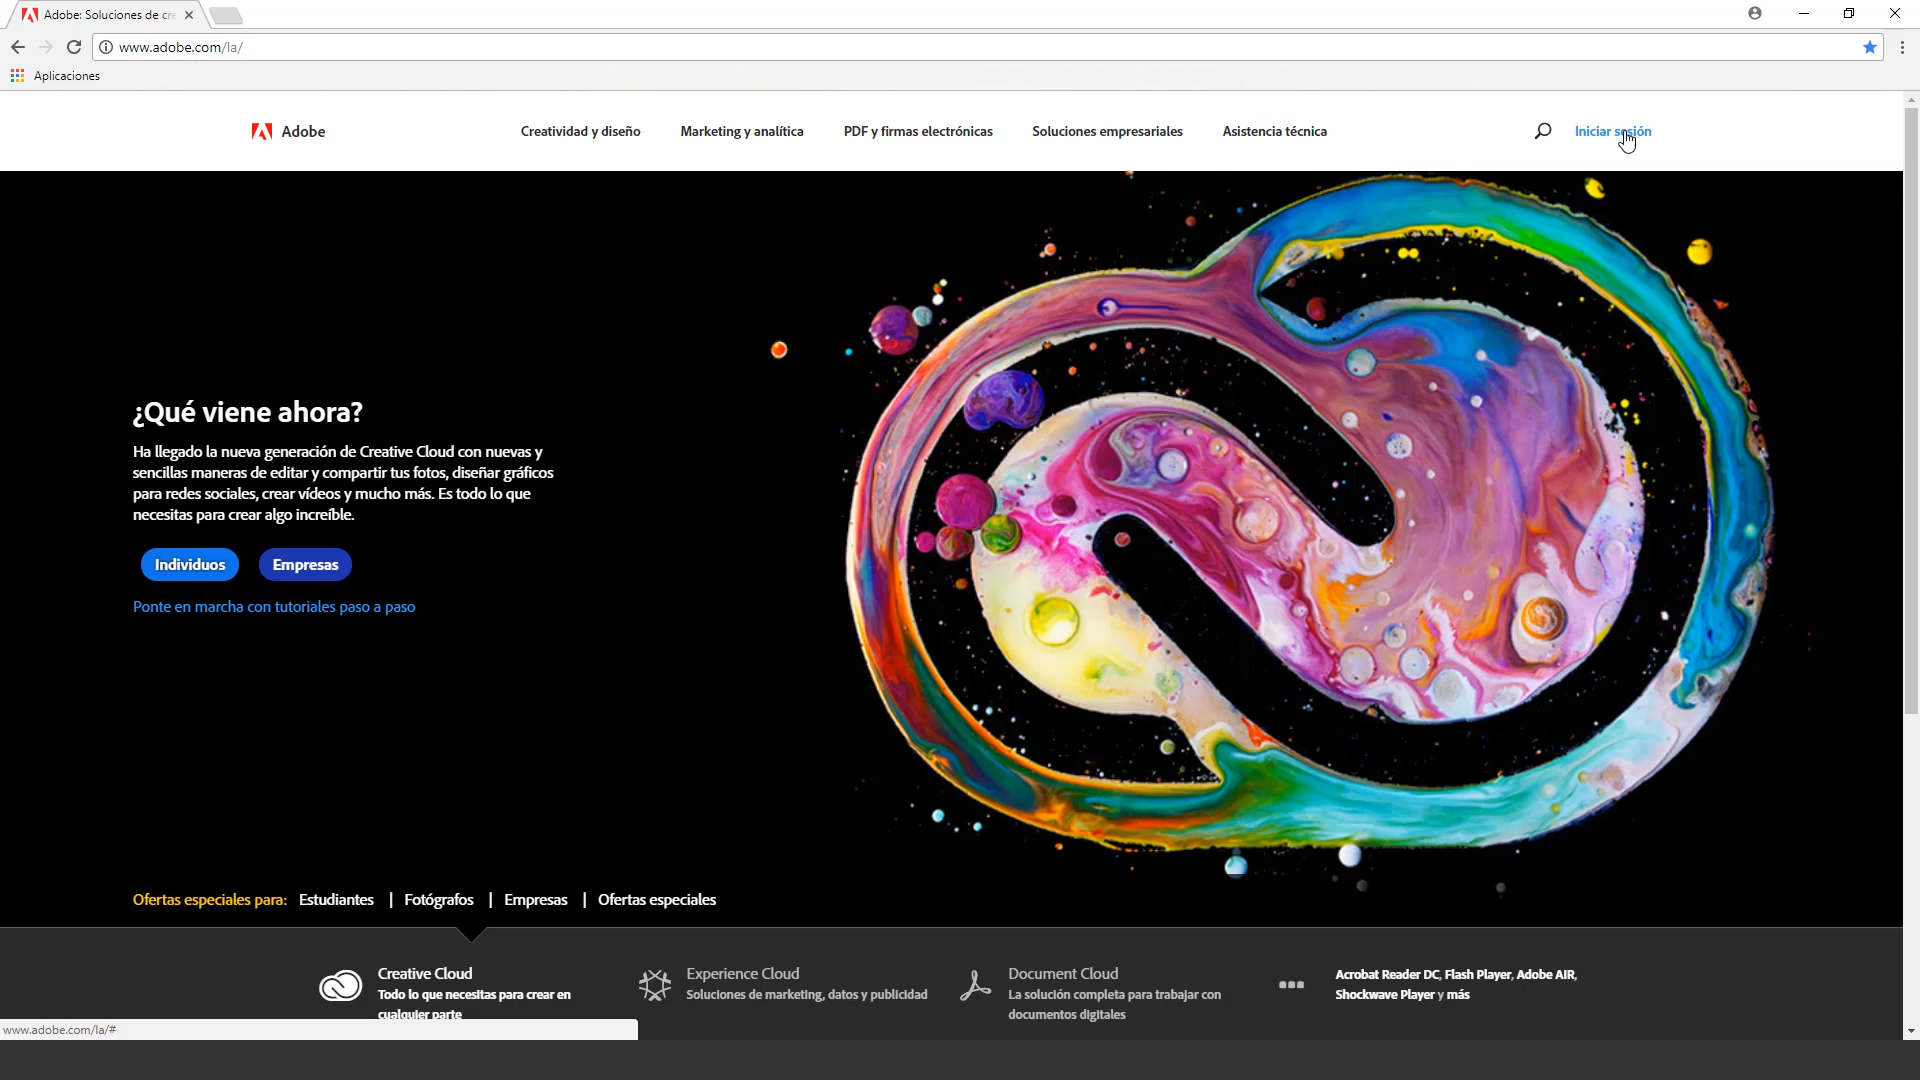 Adobe: Soluciones de cre
www.adobe.com/la/
Aplicaciones
Adobe
Creatividad y diseño
Marketing y analítica
PDF y firmas electrónicas
Soluciones empresariales
Asistencia técnica
Iniciar sesión
¿Qué viene ahora?
Ha llegado la nueva generación de Creative Cloud con nuevas y
sencillas maneras de editar y compartir tus fotos, diseñar gráficos
para redes sociales, crear vídeos y mucho más. Es todo lo que
necesitas para crear algo increíble.
Individuos
Empresas
Ponte en marcha con tutoriales paso a paso
Ofertas especiales para: Estudiantes | Fotógrafos | Empresas | Ofertas especiales
Creative Cloud
Todo lo que necesitas para crear en
cualquier parte
Experience Cloud
Soluciones de marketing, datos y publicidad
Document Cloud
La solución completa para trabajar con
documentos digitales
Acrobat Reader DC, Flash Player, Adobe AIR,
Shockwave Player y más
www.adobe.com/la/#